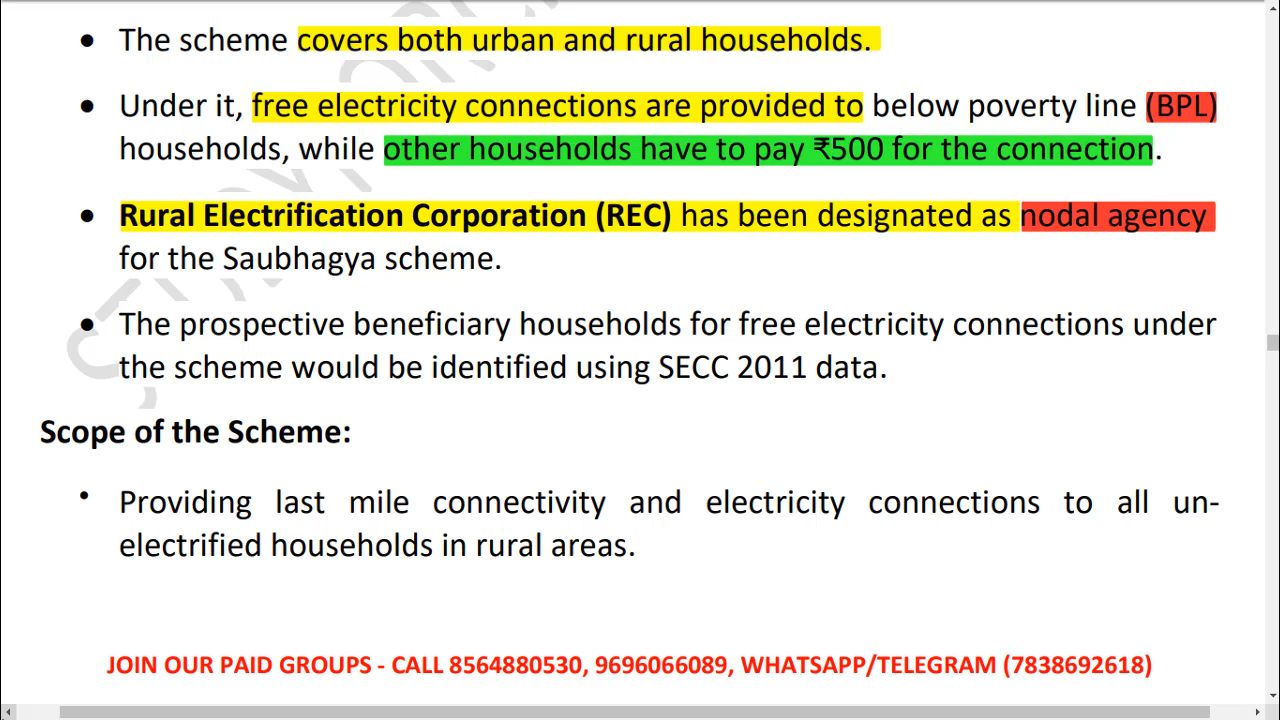 • The scheme covers both urban and rural households.
• Under it, free electricity connections are provided to below poverty line (BPL)
households, while other households have to pay ₹500 for the connection.
• Rural Electrification Corporation (REC) has been designated as nodal agency
for the Saubhagya scheme.
• The prospective beneficiary households for free electricity connections under
the scheme would be identified using SECC 2011 data.
Scope of the Scheme:
• Providing last mile connectivity and electricity connections to all un-
electrified households in rural areas.
JOIN OUR PAID GROUPS - CALL 8564880530, 9696066089, WHATSAPP/TELEGRAM (7838692618)